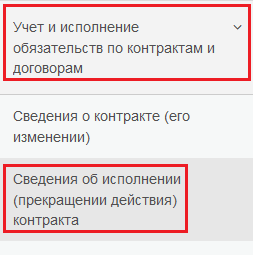 Учет и исполнение
обязательств по контрактам и
договорам
Сведения о контракте (его
изменении)
Сведения об исполнении
(прекращении действия)
контракта